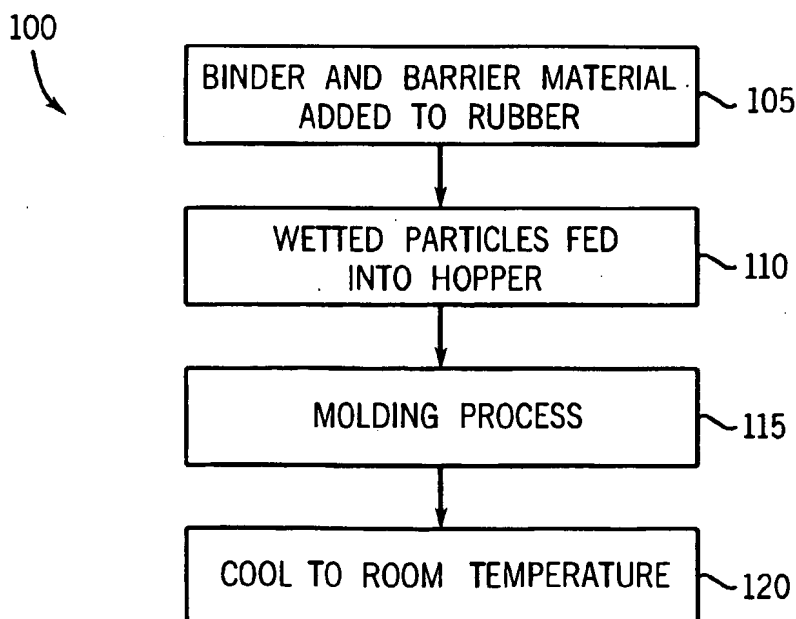 100
BINDER AND BARRIER MATERIAL
ADDED TO RUBBER
105
WETTED PARTICLES FED
INTO HOPPER
110
MOLDING PROCESS
115
COOL TO ROOM TEMPERATURE
120